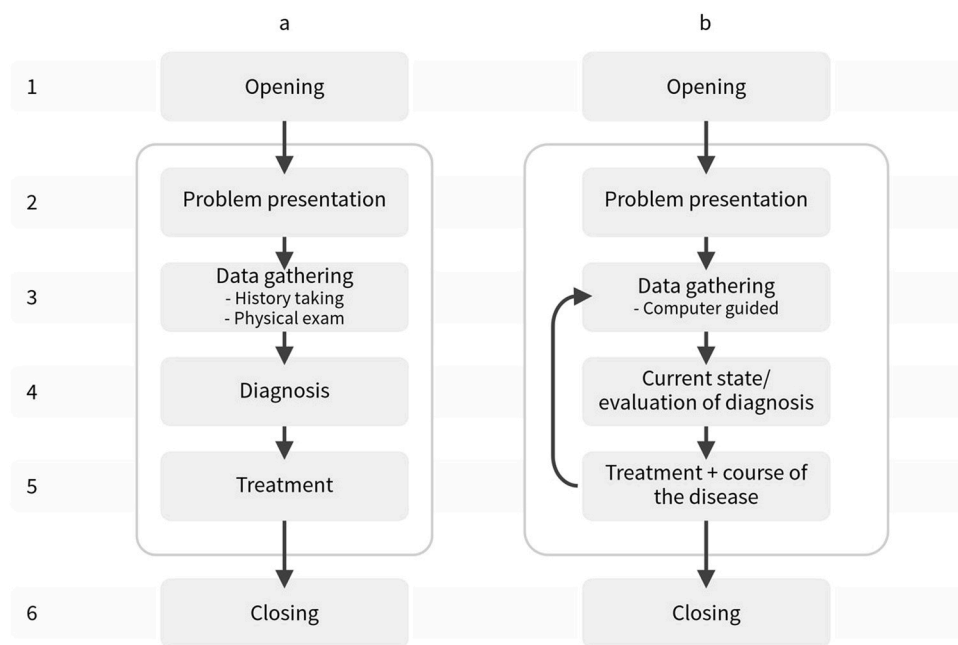 a
b
1
Opening
Opening
2
Problem presentation
Problem presentation
3
Data gathering
- History taking
- Physical exam
Data gathering
- Computer guided
4
Diagnosis
Current state/
evaluation of diagnosis
5
Treatment
Treatment + course of
the disease
6
Closing
Closing